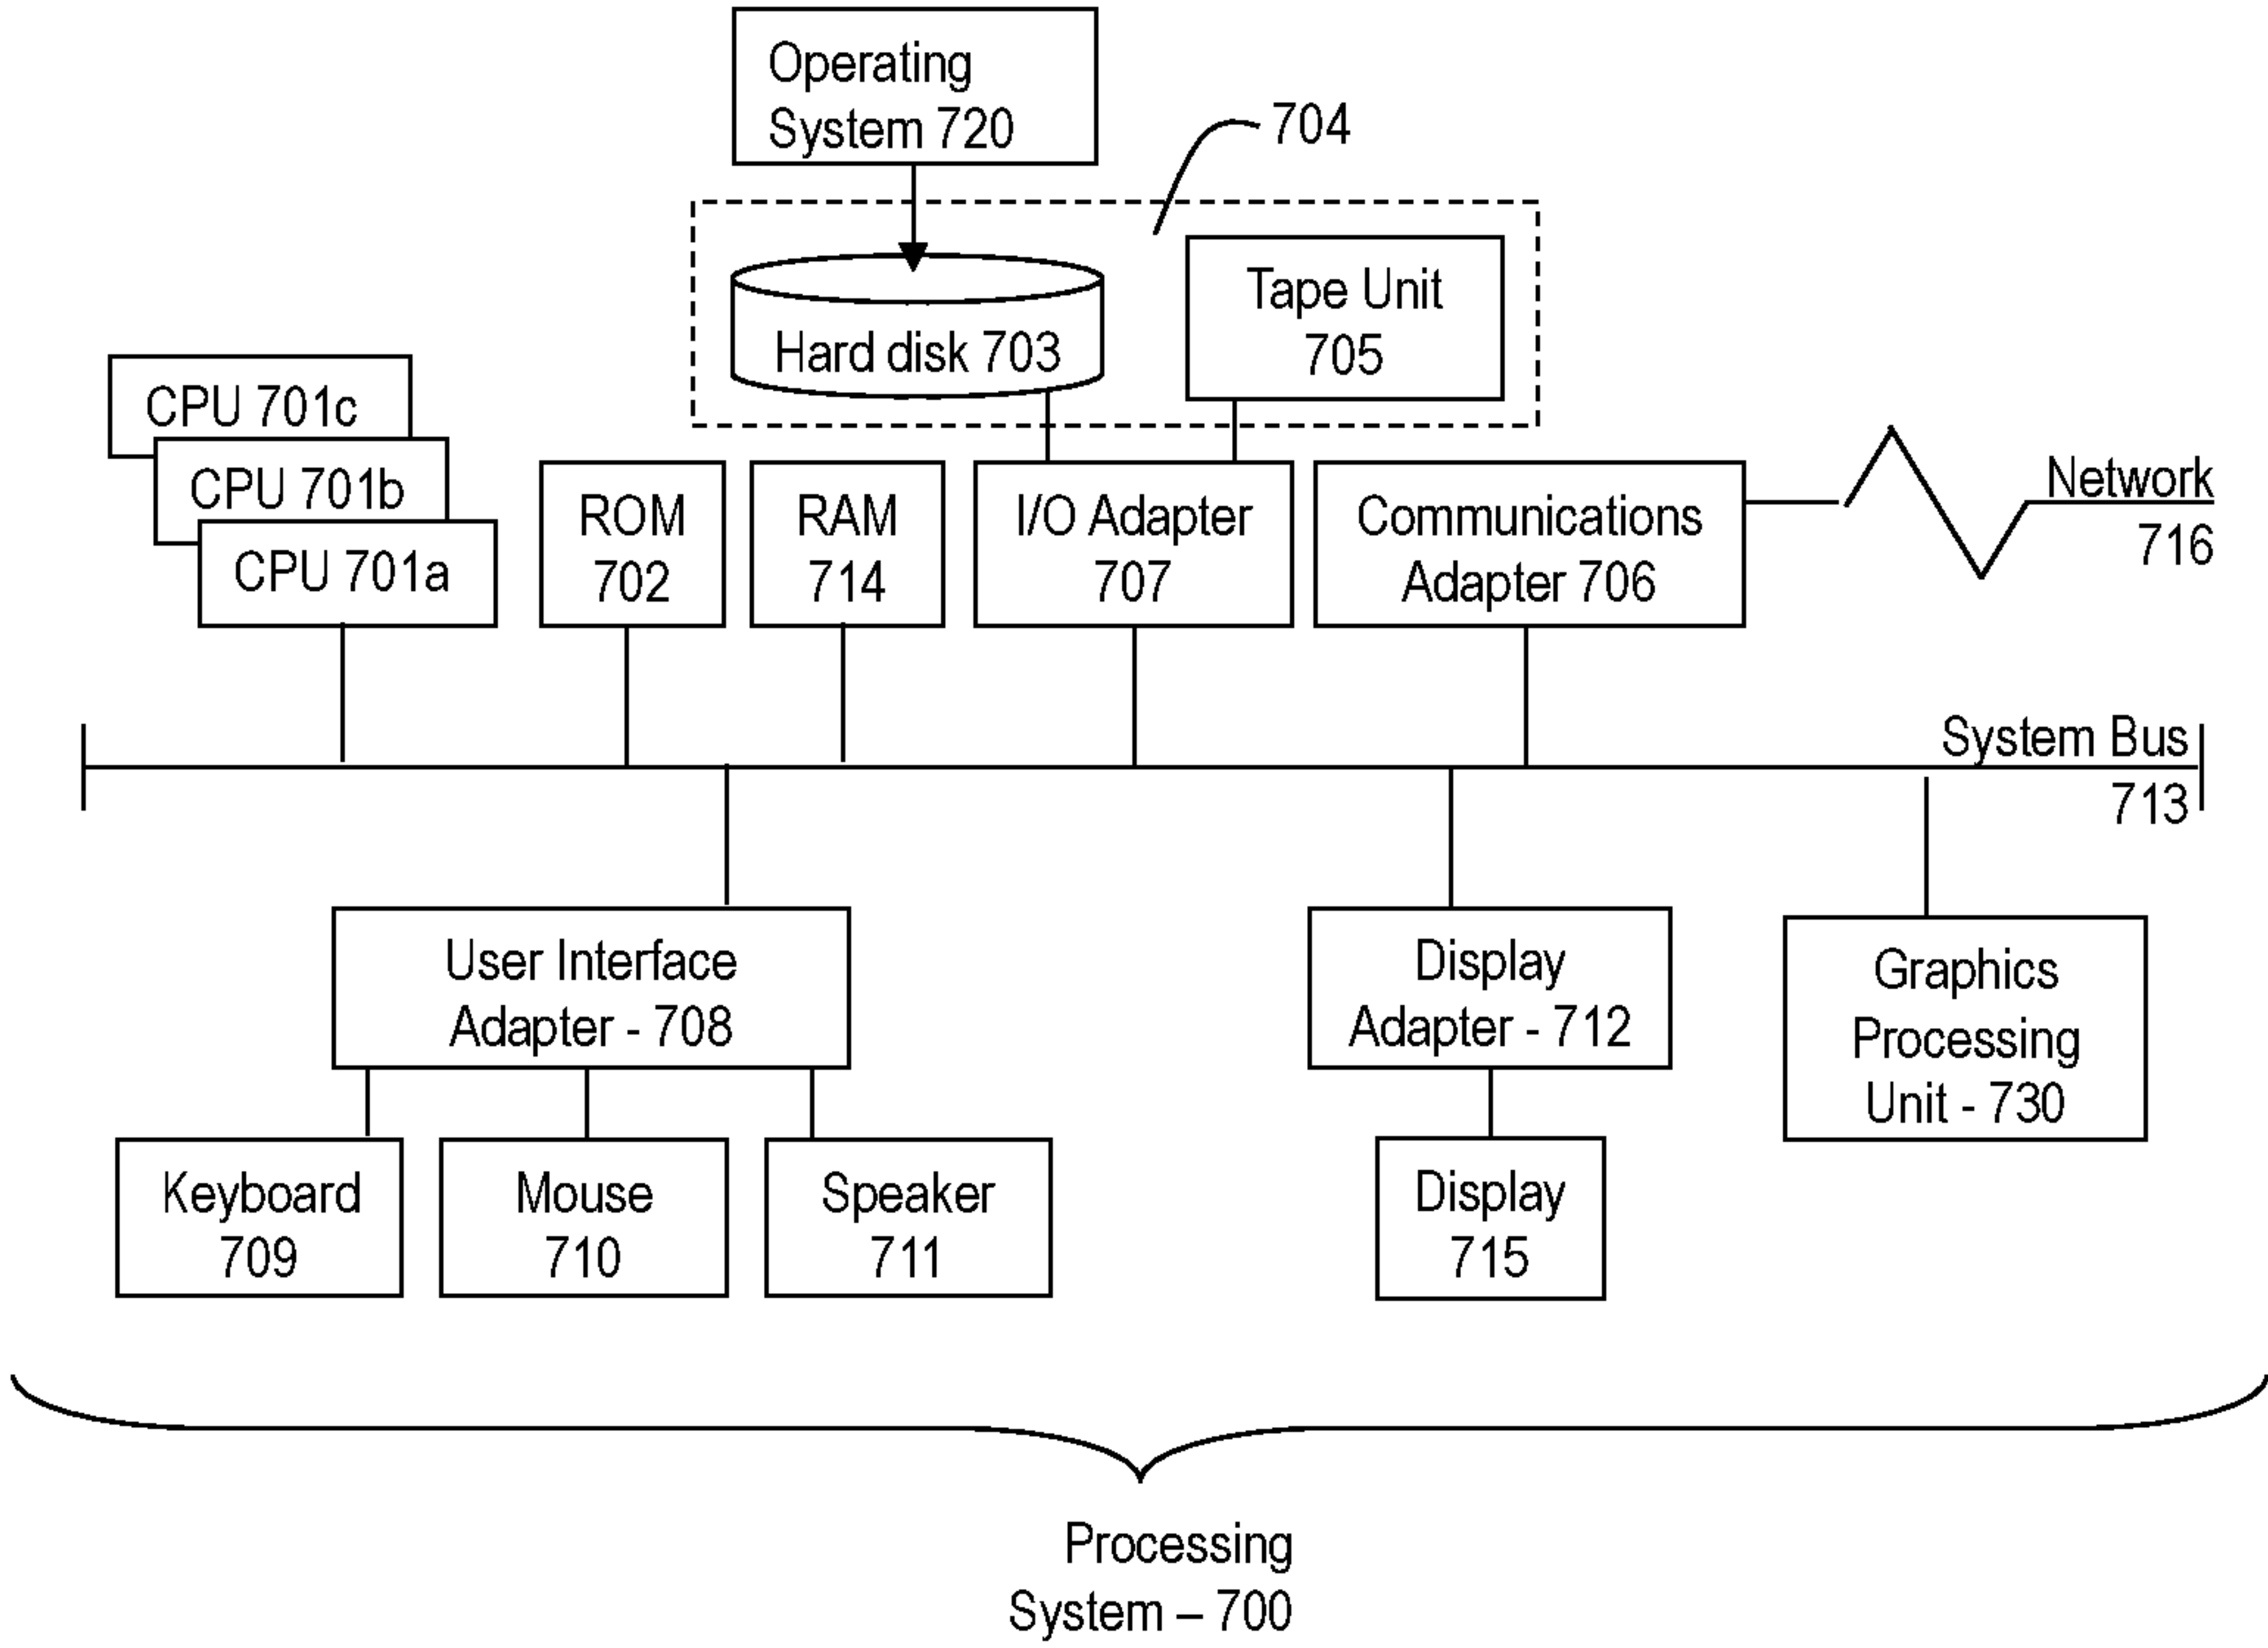 Operating
System 720
704
Hard disk 703
Tape Unit
705
CPU 701c
CPU 701b
CPU 701a
ROM
702
RAM
714
I/O Adapter
707
Communications
Adapter 706
Network
716
System Bus
713
User Interface
Adapter - 708
Display
Adapter - 712
Graphics
Processing
Unit - 730
Keyboard
709
Mouse
710
Speaker
711
Display
715
Processing
System – 700